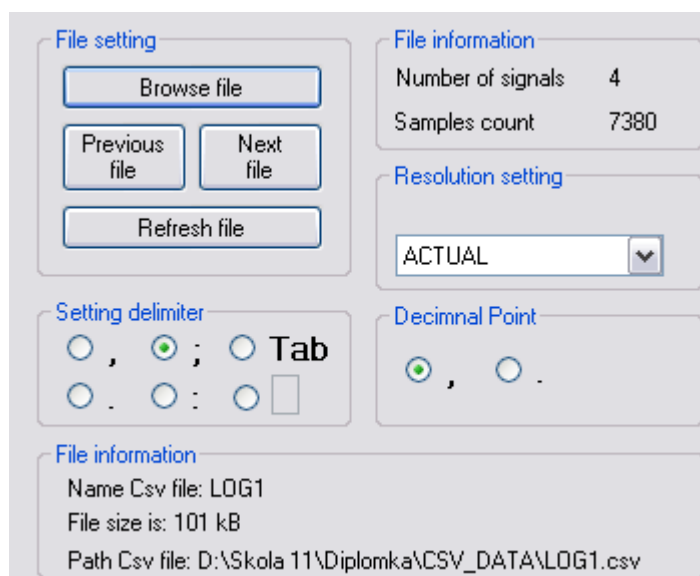 File setting
Browse file
Previous
file
Next
file
Refresh file
File information
Number of signals 4
Samples count 7380
Resolution setting
ACTUAL
Setting delimiter
, ; Tab
. :
Decimnal Point
, .
File information
Name Csv file: LOG1
File size is: 101 kB
Path Csv file: D:\Skola 11\Diplomka\CSV_DATA\LOG1.csv